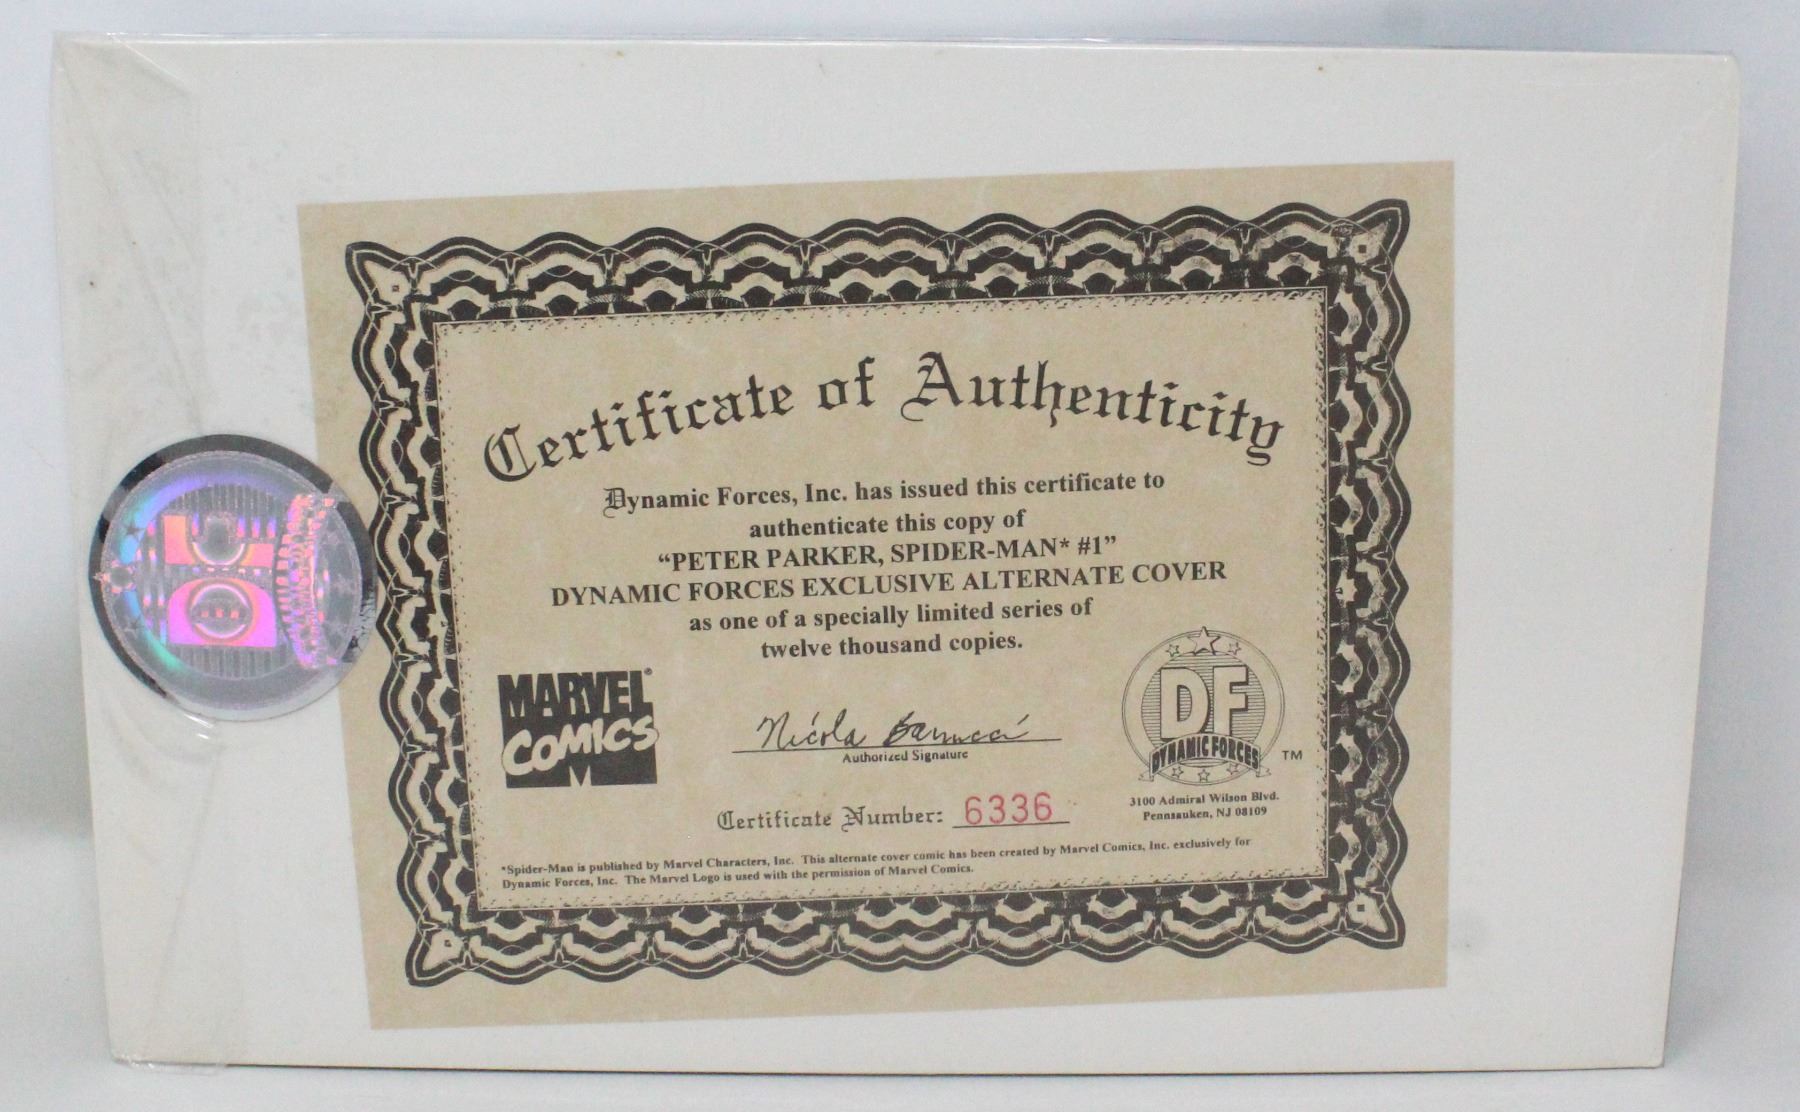 Certificate of Authenticity
Dynamic Forces, Inc. has issued this certificate to
authenticate this copy of
“PETER PARKER, SPIDER-MAN* #1”
DYNAMIC FORCES EXCLUSIVE ALTERNATE COVER
as one of a specially limited series of
twelve thousand copies.
MARVEL®
COMICS
Nicola
Authorized Signature
DF
DYNAMIC FORCES
TM
3100 Admiral Wilson Blvd.
Pennsauken, NJ 08109
Certificate Number: 6336
*Spider-Man is published by Marvel Characters, Inc. This alternate cover comic has been created by Marvel Comics, Inc. exclusively for
Dynamic Forces, Inc. The Marvel Logo is used with the permission of Marvel Comics.